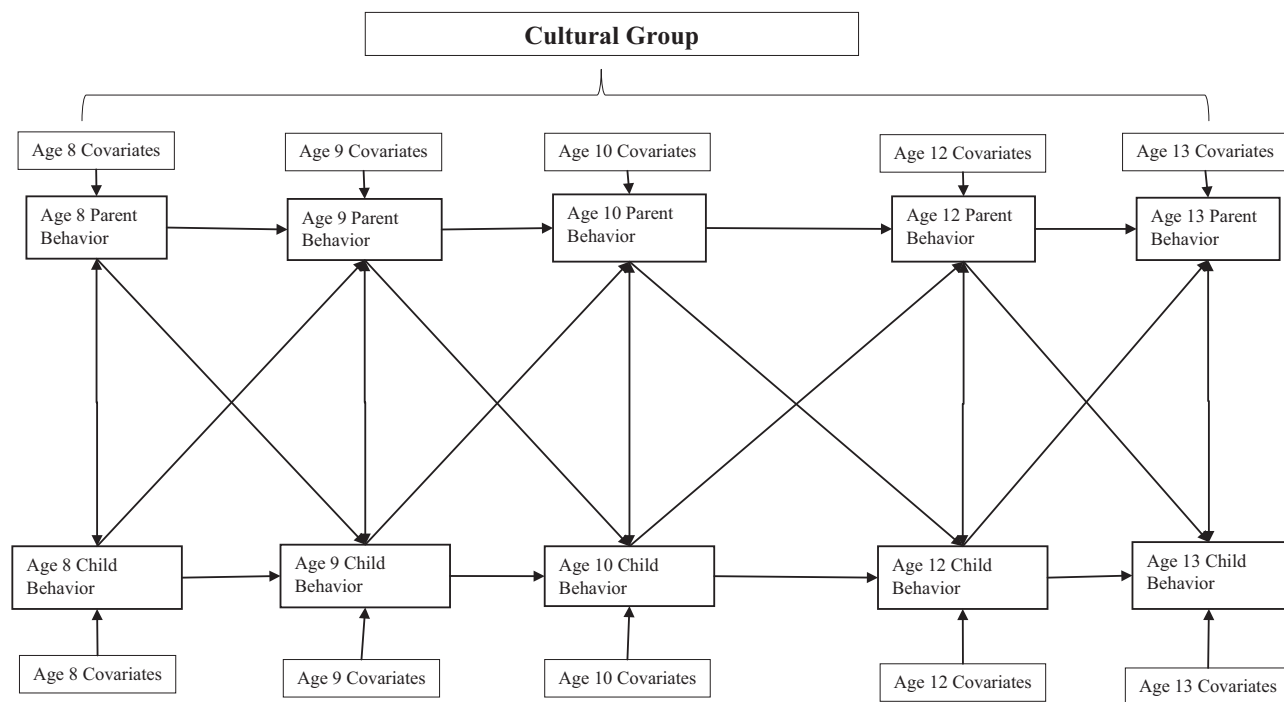 Cultural Group
Age 8 Covariates
Age 9 Covariates
Age 10 Covariates
Age 12 Covariates
Age 13 Covariates
Age 8 Parent
Behavior
Age 9 Parent
Behavior
Age 10 Parent
Behavior
Age 12 Parent
Behavior
Age 13 Parent
Behavior
Age 8 Child
Behavior
Age 9 Child
Behavior
Age 10 Child
Behavior
Age 12 Child
Behavior
Age 13 Child
Behavior
Age 8 Covariates
Age 9 Covariates
Age 10 Covariates
Age 12 Covariates
Age 13 Covariates